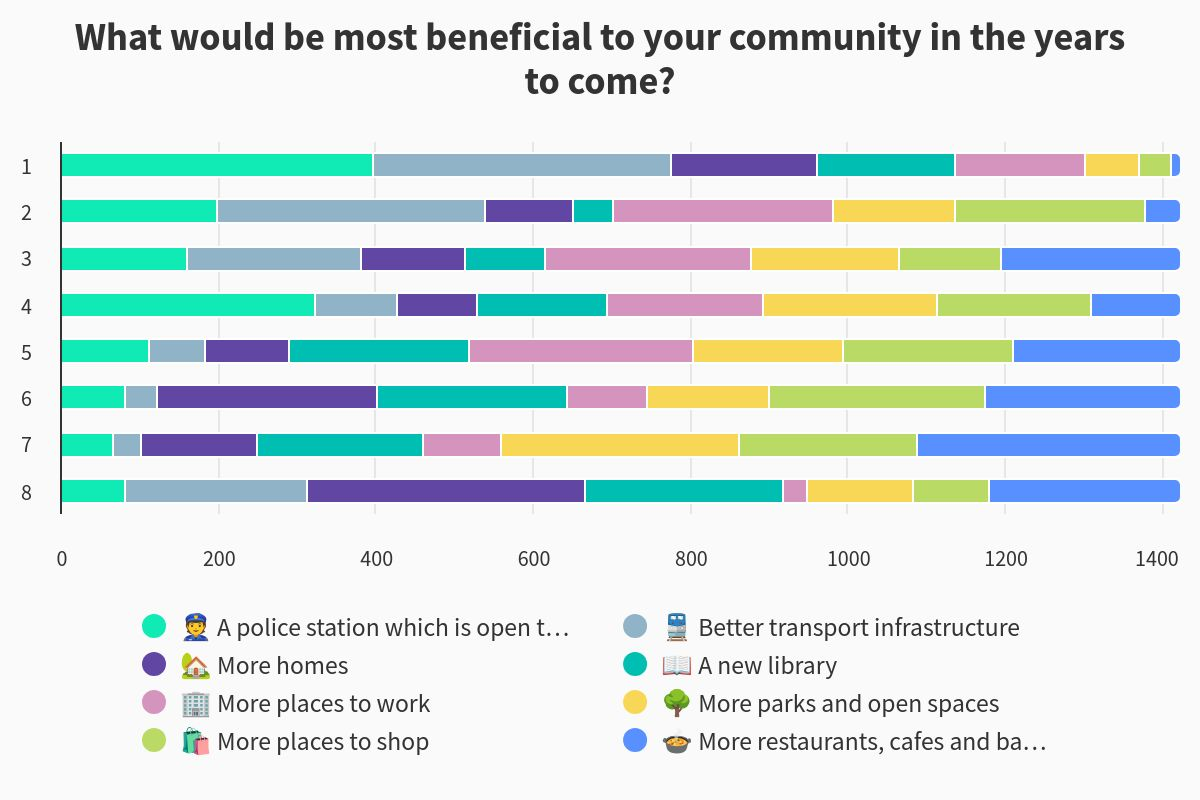 What would be most beneficial to your community in the years
to come?
1
2
3
4
5
6
7
8
0 200 400 600 800 1000 1200 1400
A police station which is open t…
Better transport infrastructure
More homes
A new library
More places to work
More parks and open spaces
More places to shop
More restaurants, cafes and ba…